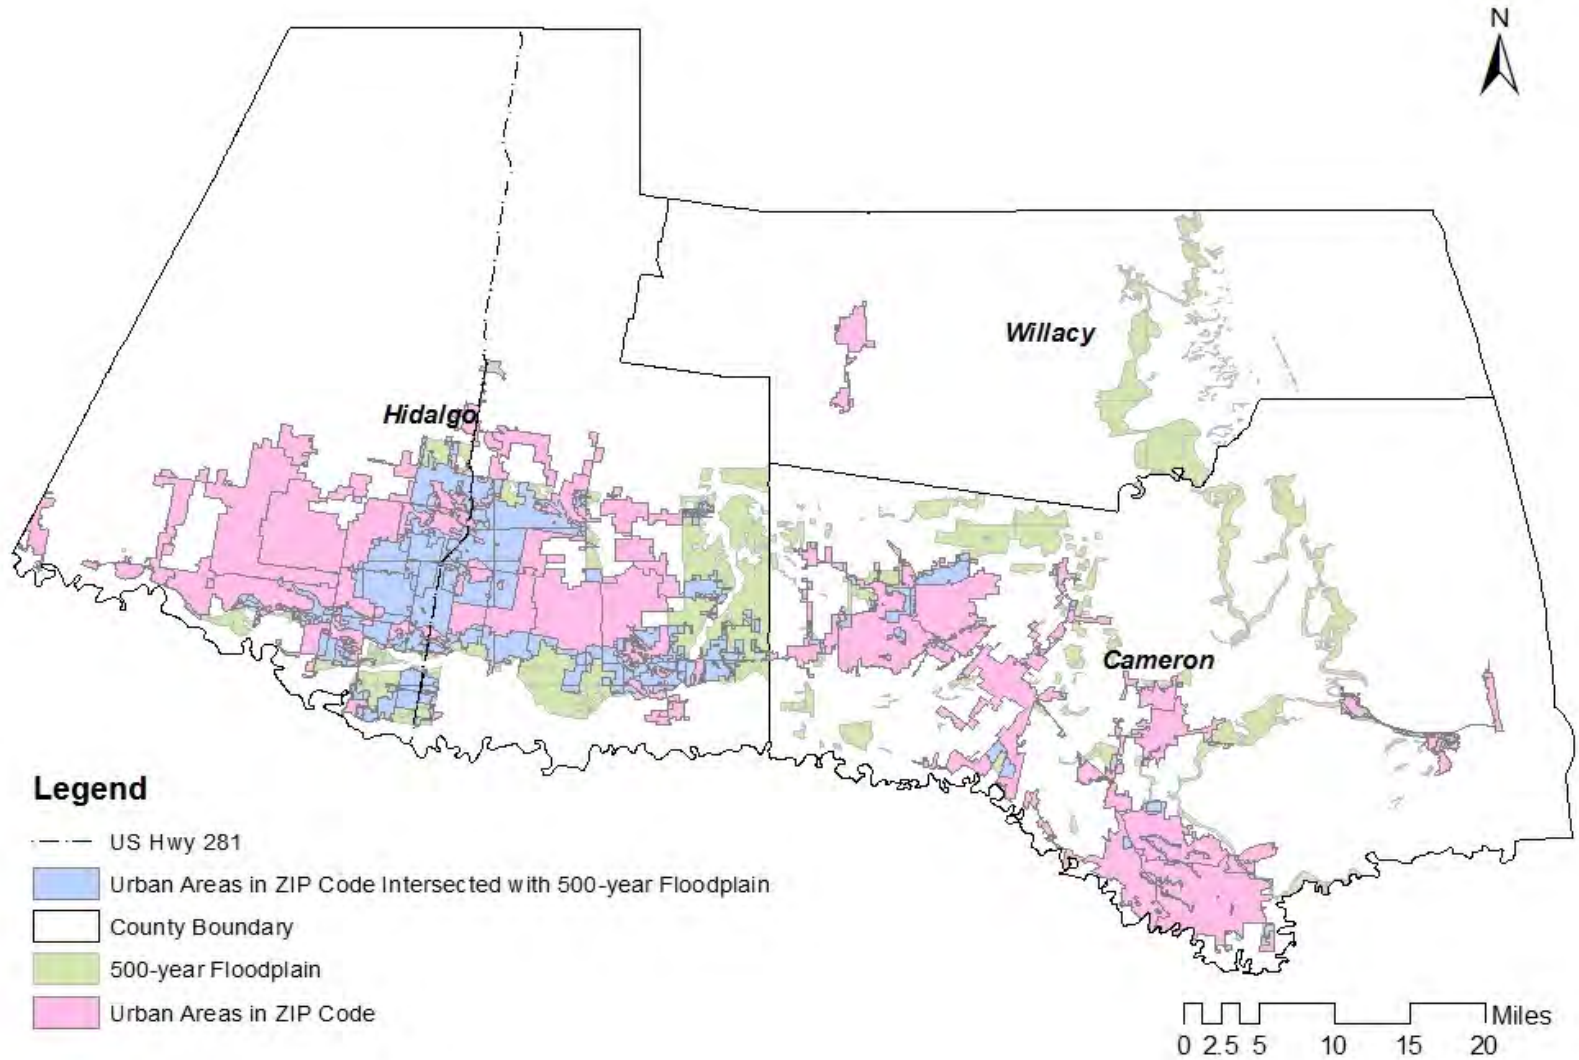 N
Willacy
Hidalgo
Cameron
Legend
US Hwy 281
Urban Areas in ZIP Code Intersected with 500-year Floodplain
County Boundary
500-year Floodplain
Urban Areas in ZIP Code
Miles
0 2.5 5 10 15 20